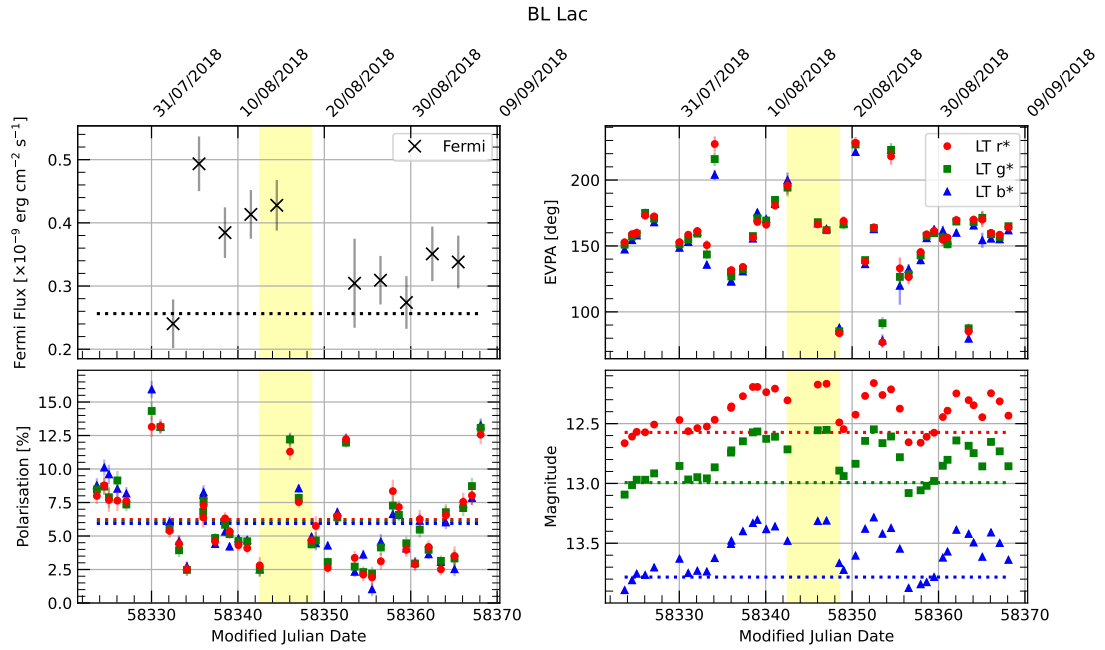 BL Lac
31/07/2018 10/08/2018 20/08/2018 30/08/2018 09/09/2018
31/07/2018 10/08/2018 20/08/2018 30/08/2018 09/09/2018
Fermi Flux [×10⁻⁹ erg cm⁻² s⁻¹]
0.5
0.4
0.3
0.2
Fermi
EVPA [deg]
200
150
100
LT r*
LT g*
LT b*
Polarisation [%]
15.0
12.5
10.0
7.5
5.0
2.5
0.0
58330 58340 58350 58360 58370
Modified Julian Date
Magnitude
12.5
13.0
13.5
58330 58340 58350 58360 58370
Modified Julian Date